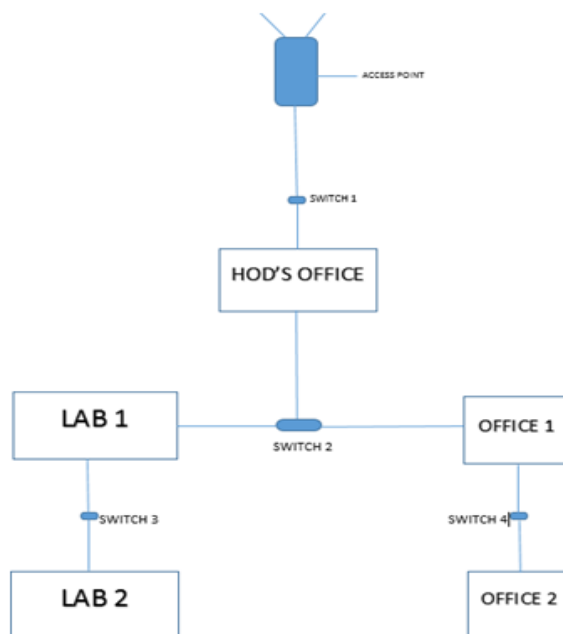 ACCESS POINT
SWITCH 1
HOD'S OFFICE
LAB 1
OFFICE 1
SWITCH 2
SWITCH 3
SWITCH 4
LAB 2
OFFICE 2